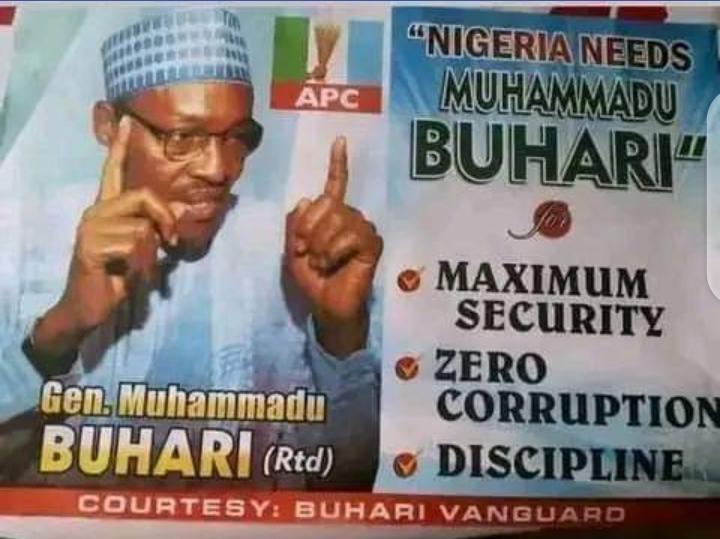 APC
"NIGERIA NEEDS
MUHAMMADU
BUHARI"
for
MAXIMUM
SECURITY
ZERO
CORRUPTION
DISCIPLINE
Gen. Muhammadu
BUHARI (Rtd)
COURTESY: BUHARI VANGUARD